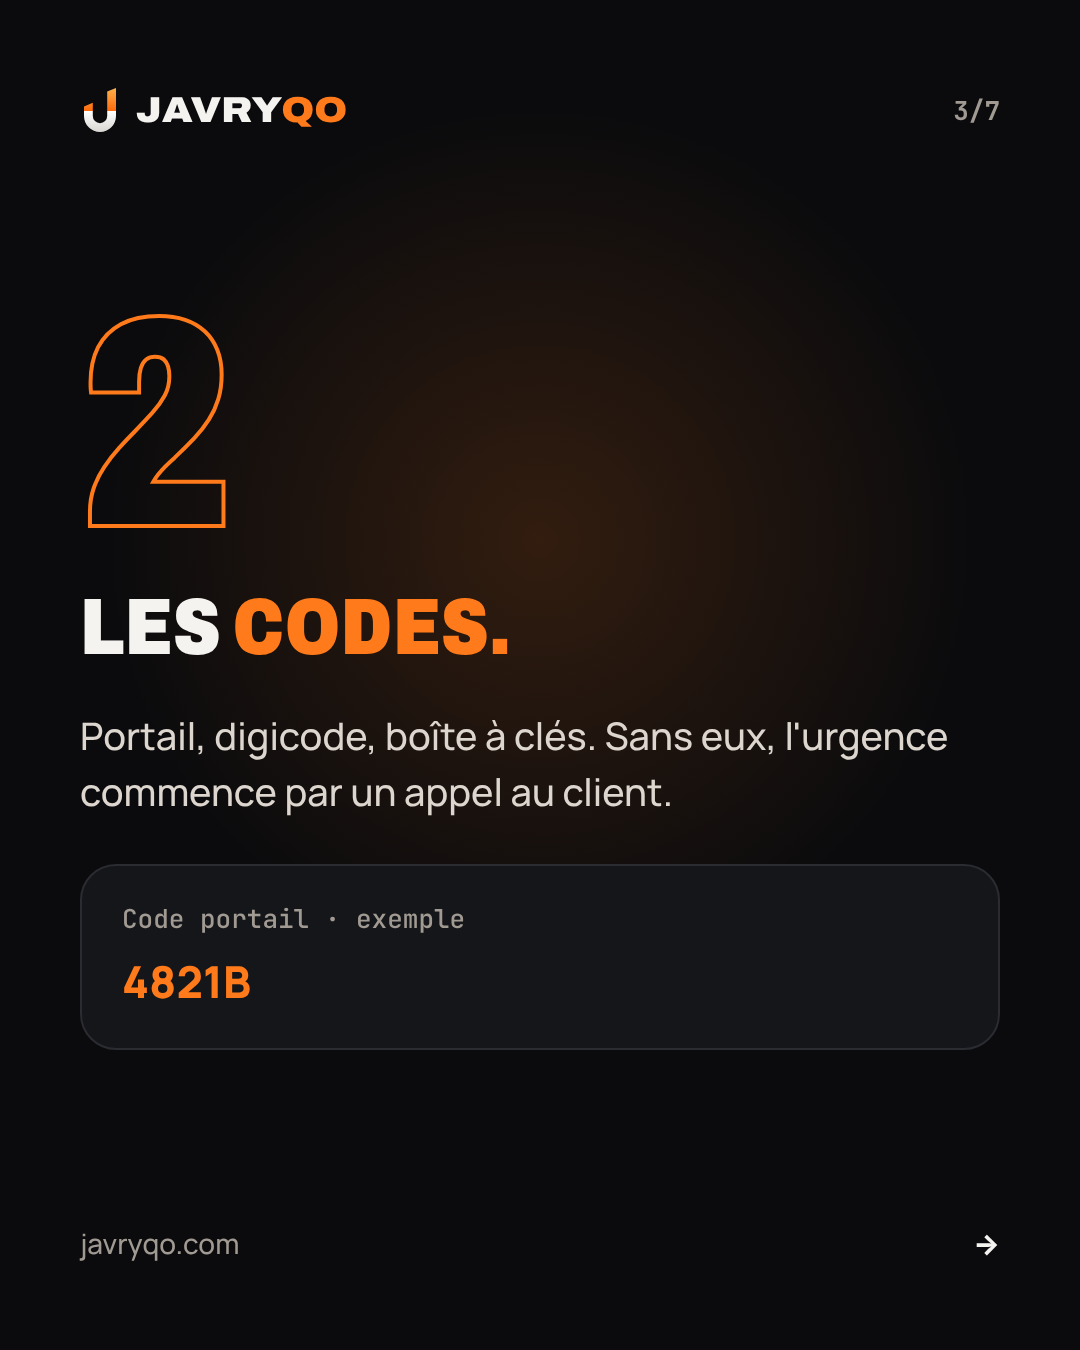 JAVRYQO
3/7
2
LES CODES.
Portail, digicode, boîte à clés. Sans eux, l'urgence
commence par un appel au client.
Code portail · exemple
4821B
javryqo.com
→